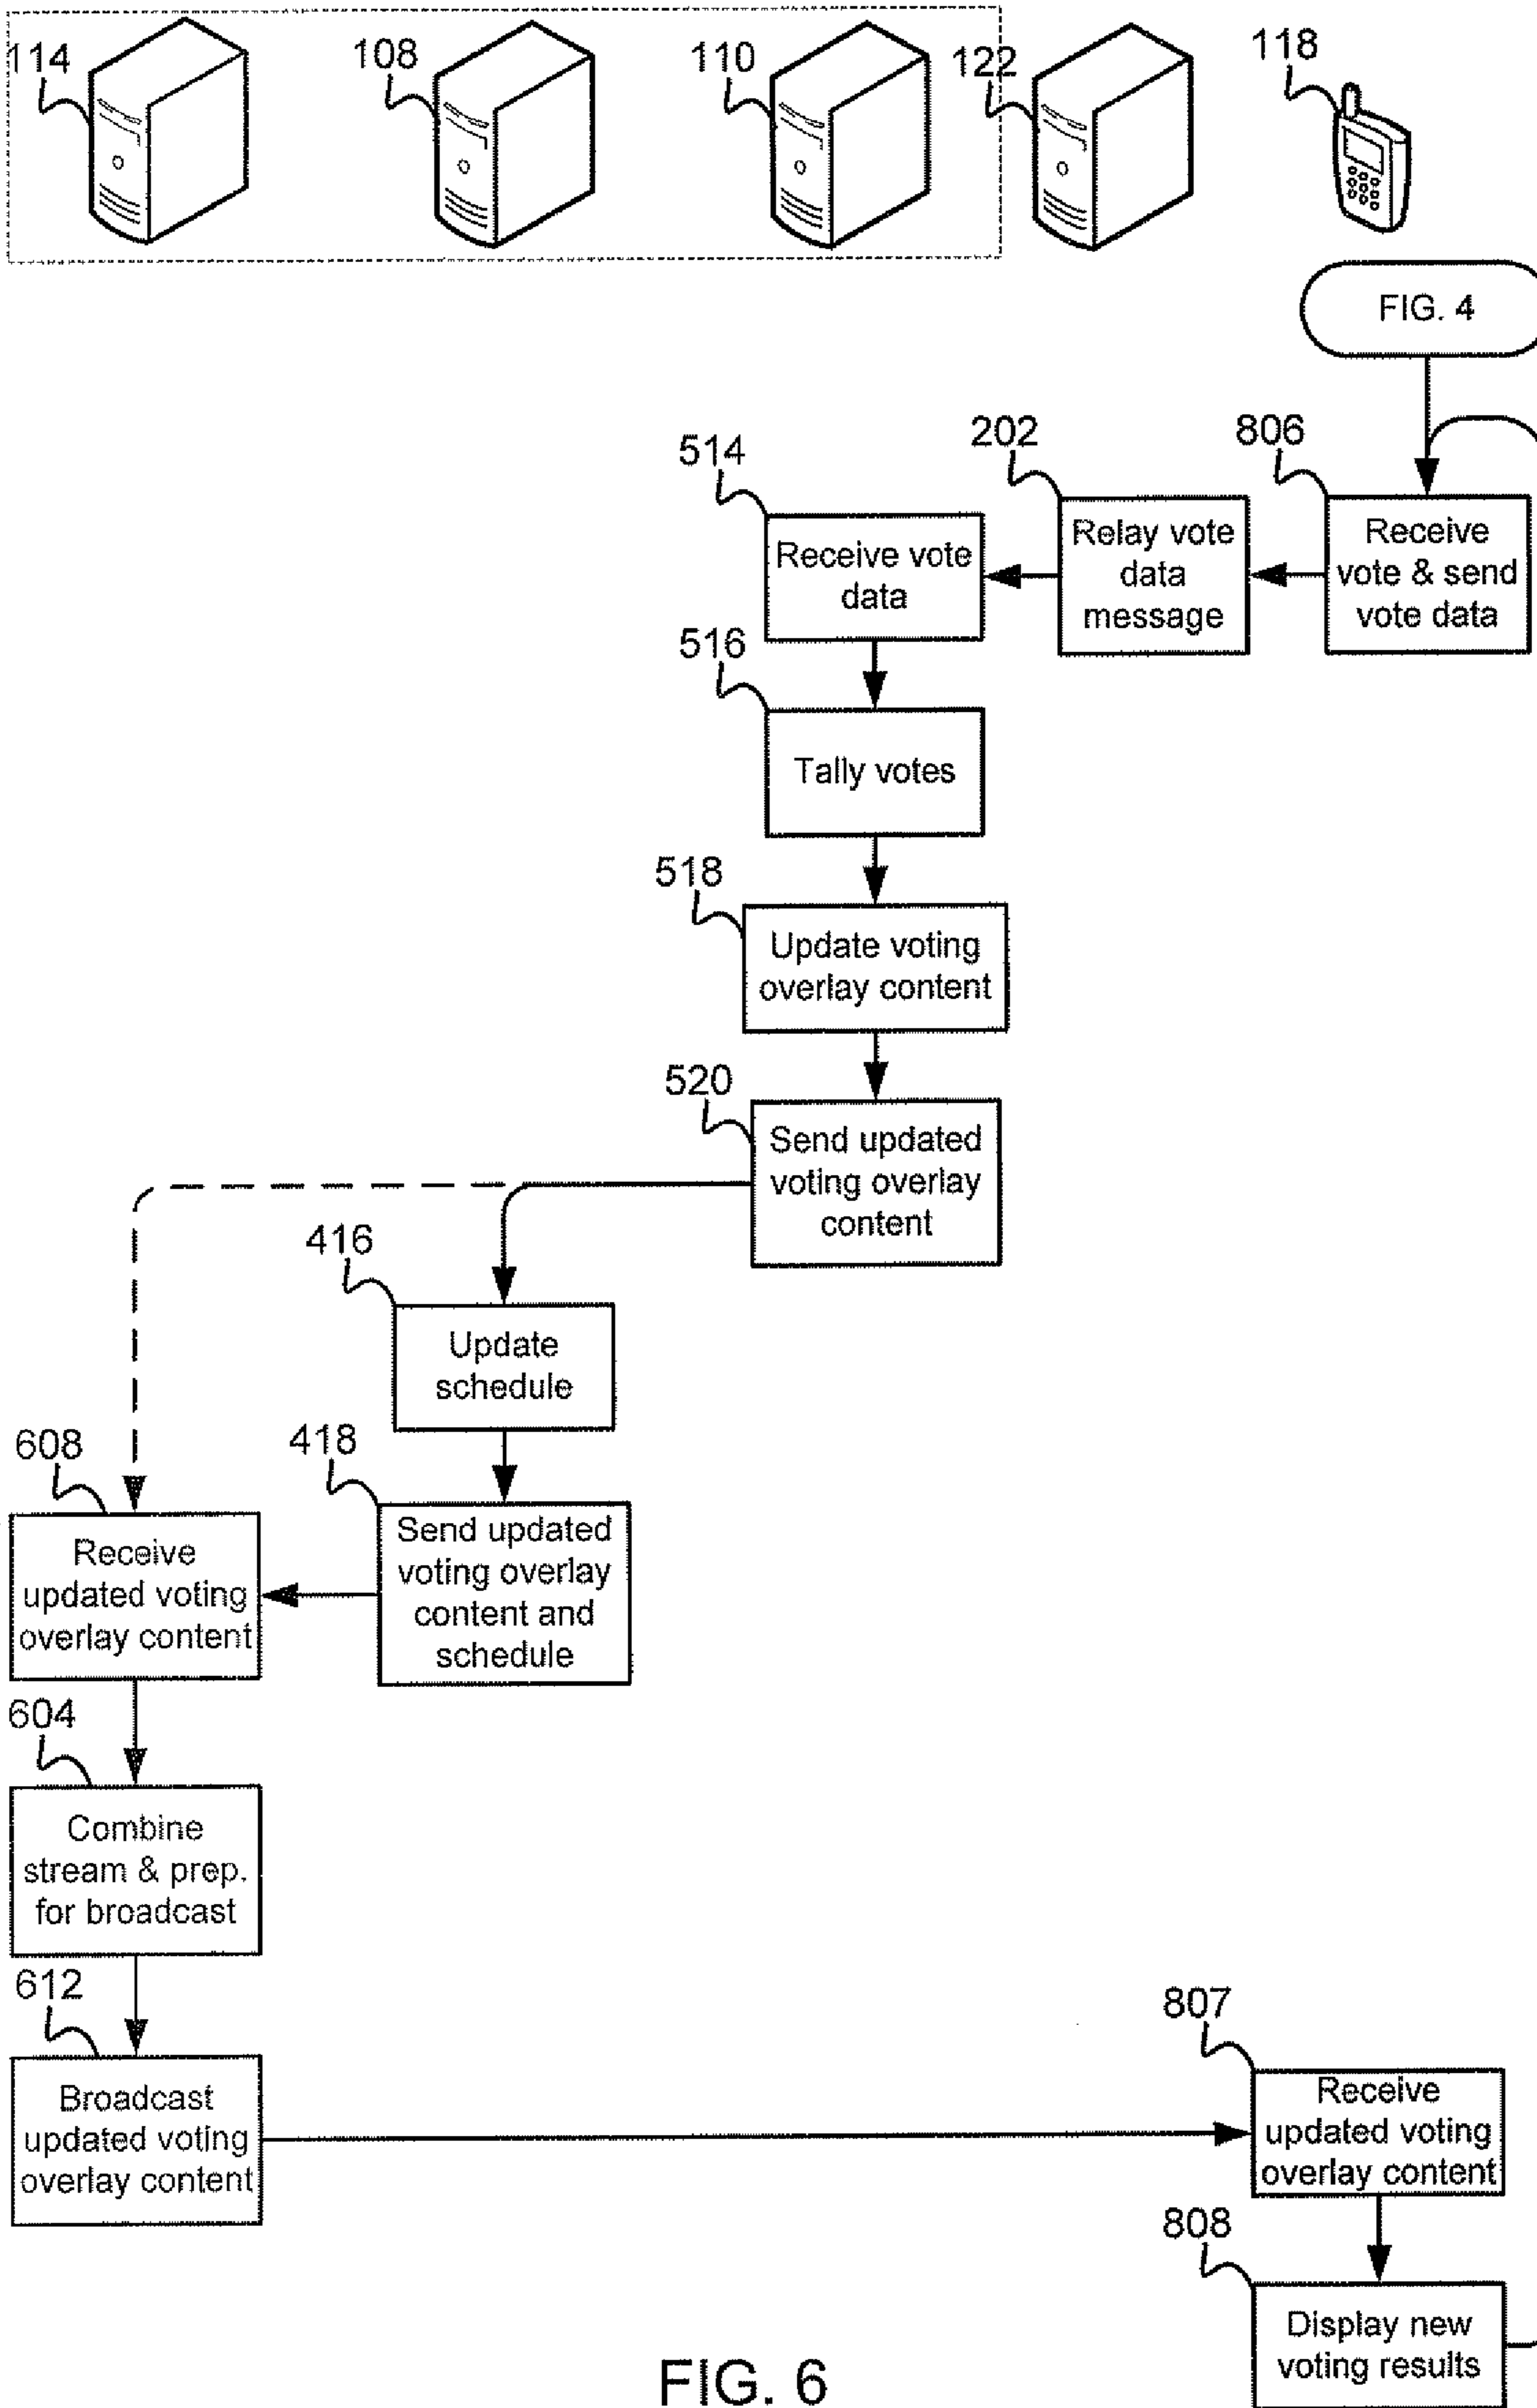 114
108
110
122
118
FIG. 4
806
Receive
vote & send
vote data
202
Relay vote
data
message
514
Receive vote
data
516
Tally votes
518
Update voting
overlay content
520
Send updated
voting overlay
content
416
Update
schedule
418
Send updated
voting overlay
content and
schedule
608
Receive
updated voting
overlay content
604
Combine
stream & prep.
for broadcast
612
Broadcast
updated voting
overlay content
807
Receive
updated voting
overlay content
808
Display new
voting results
FIG. 6